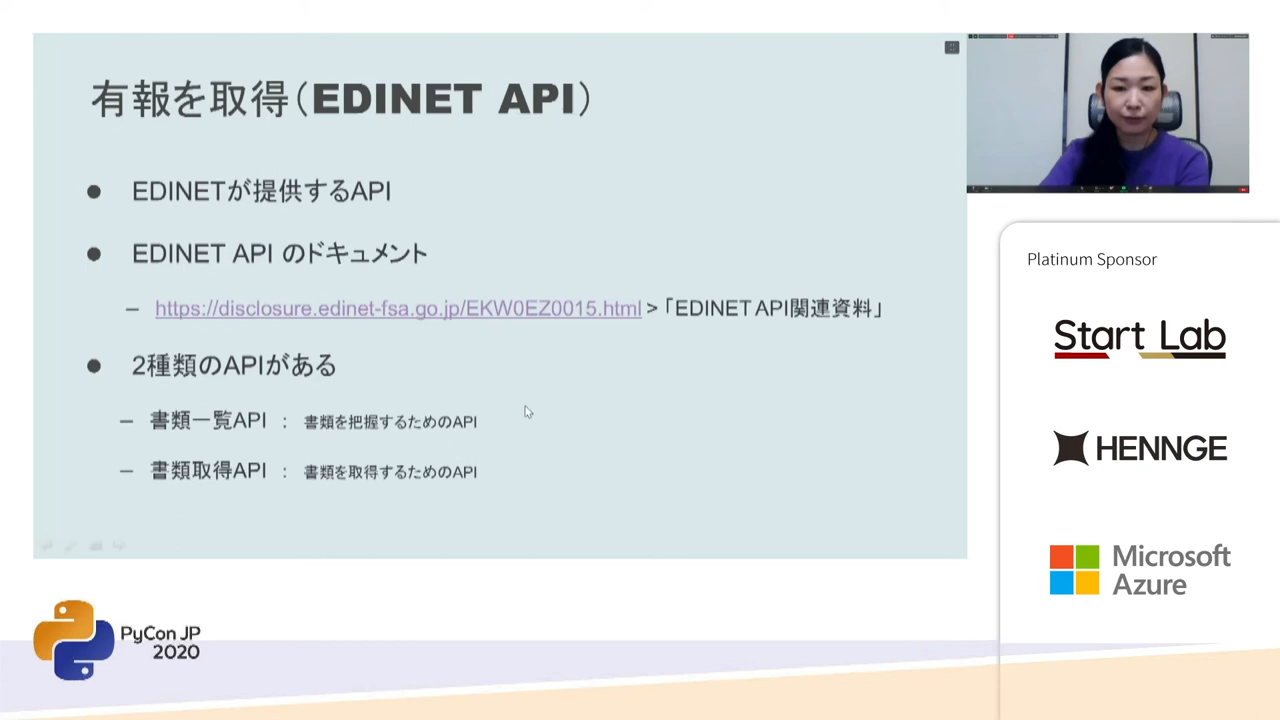 有報を取得（EDINET API）
● EDINETが提供するAPI
● EDINET API のドキュメント
– https://disclosure.edinet-fsa.go.jp/EKW0EZ0015.html > 「EDINET API関連資料」
● 2種類のAPIがある
– 書類一覧API ： 書類を把握するためのAPI
– 書類取得API ： 書類を取得するためのAPI
Platinum Sponsor
Start Lab
HENNGE
Microsoft
Azure
PyCon JP
2020